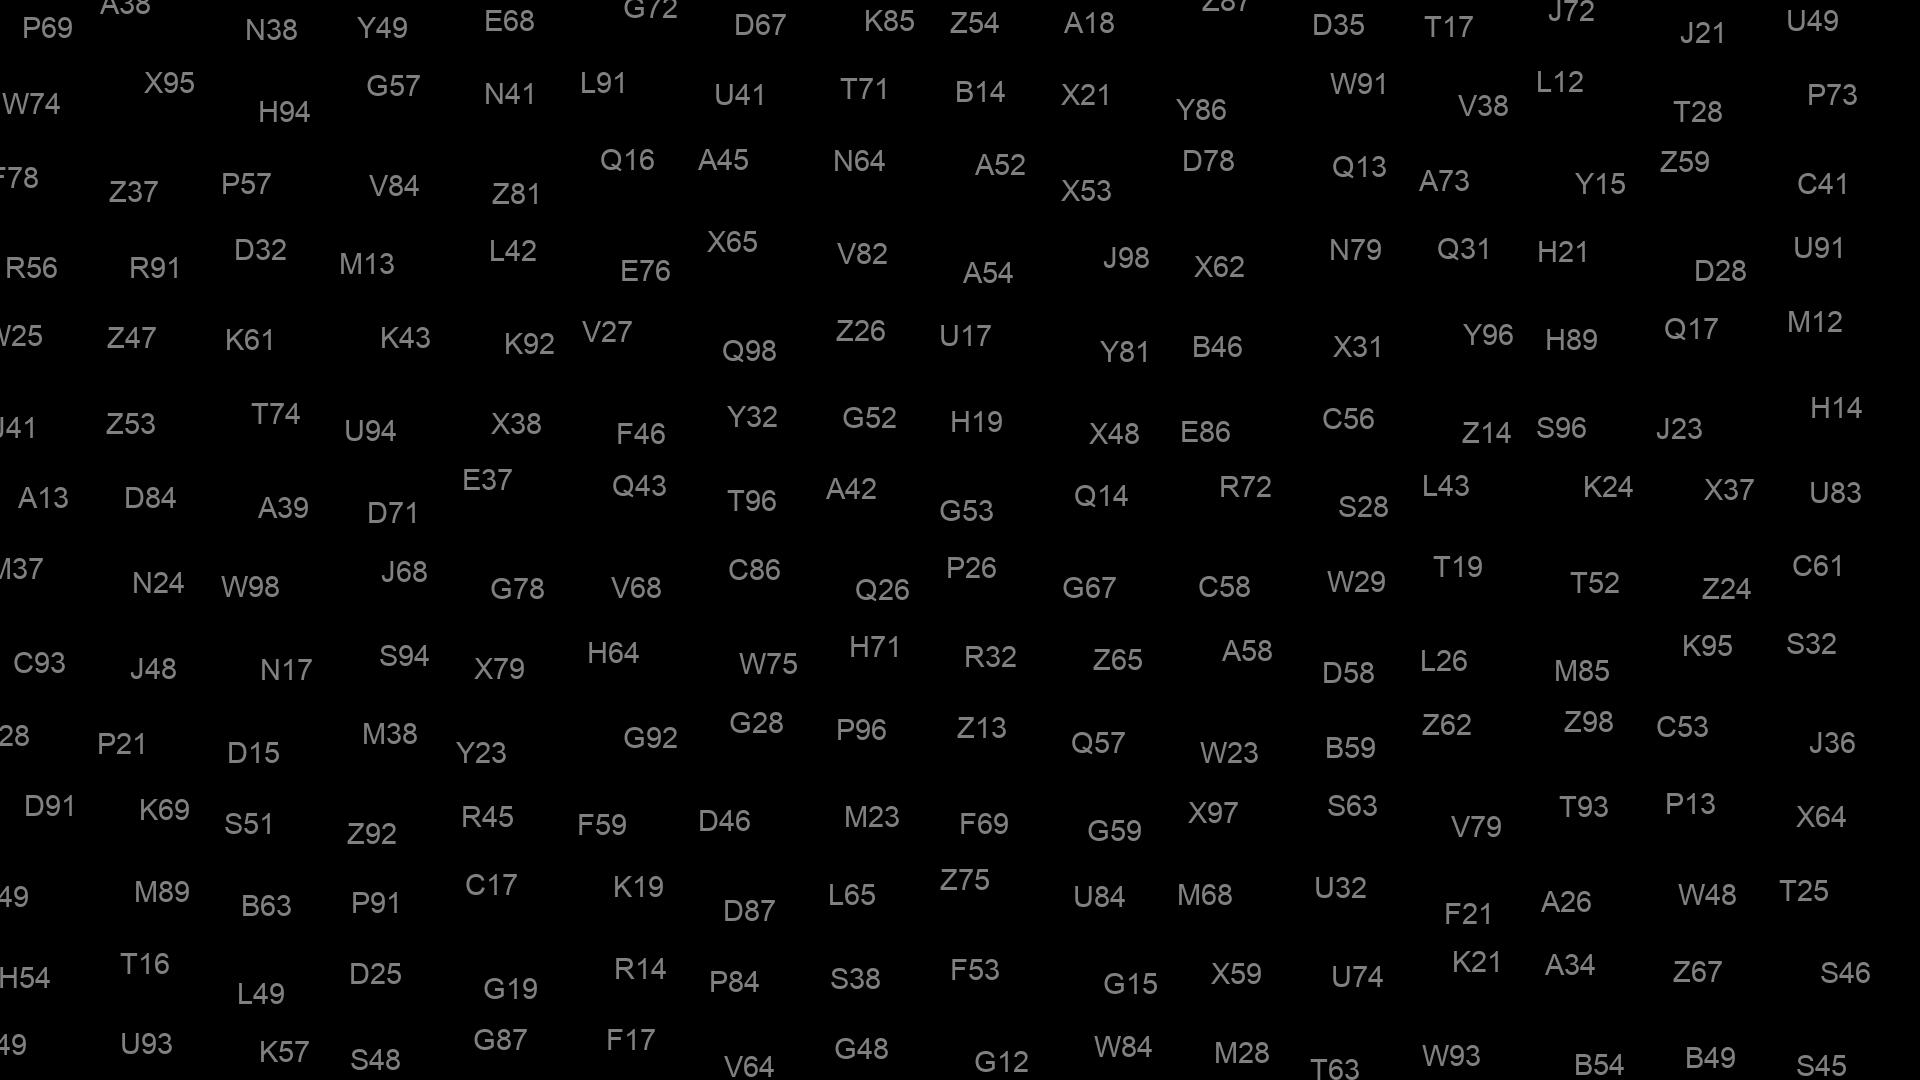 P69 A38 N38 Y49 E68 G72 D67 K85 Z54 A18 Z87 D35 T17 J72 J21 U49
W74 X95 H94 G57 N41 L91 U41 T71 B14 X21 Y86 W91 V38 L12 T28 P73
F78 Z37 P57 V84 Z81 Q16 A45 N64 A52 X53 D78 Q13 A73 Y15 Z59 C41
R56 R91 D32 M13 L42 E76 X65 V82 A54 J98 X62 N79 Q31 H21 D28 U91
W25 Z47 K61 K43 K92 V27 Q98 Z26 U17 Y81 B46 X31 Y96 H89 Q17 M12
Z53 T74 U94 X38 F46 Y32 G52 H19 X48 E86 C56 Z14 S96 J23 H14
A13 D84 A39 D71 E37 Q43 T96 A42 G53 Q14 R72 S28 L43 K24 X37 U83
M37 N24 W98 J68 G78 V68 C86 Q26 P26 G67 C58 W29 T19 T52 Z24 C61
C93 J48 N17 S94 X79 H64 W75 H71 R32 Z65 A58 D58 L26 M85 K95 S32
28 P21 D15 M38 Y23 G92 G28 P96 Z13 Q57 W23 B59 Z62 Z98 C53 J36
D91 K69 S51 Z92 R45 F59 D46 M23 F69 G59 X97 S63 V79 T93 P13 X64
49 M89 B63 P91 C17 K19 D87 L65 Z75 U84 M68 U32 F21 A26 W48 T25
H54 T16 L49 D25 G19 R14 P84 S38 F53 G15 X59 U74 K21 A34 Z67 S46
49 U93 K57 S48 G87 F17 V64 G48 G12 W84 M28 T63 W93 B54 B49 S45